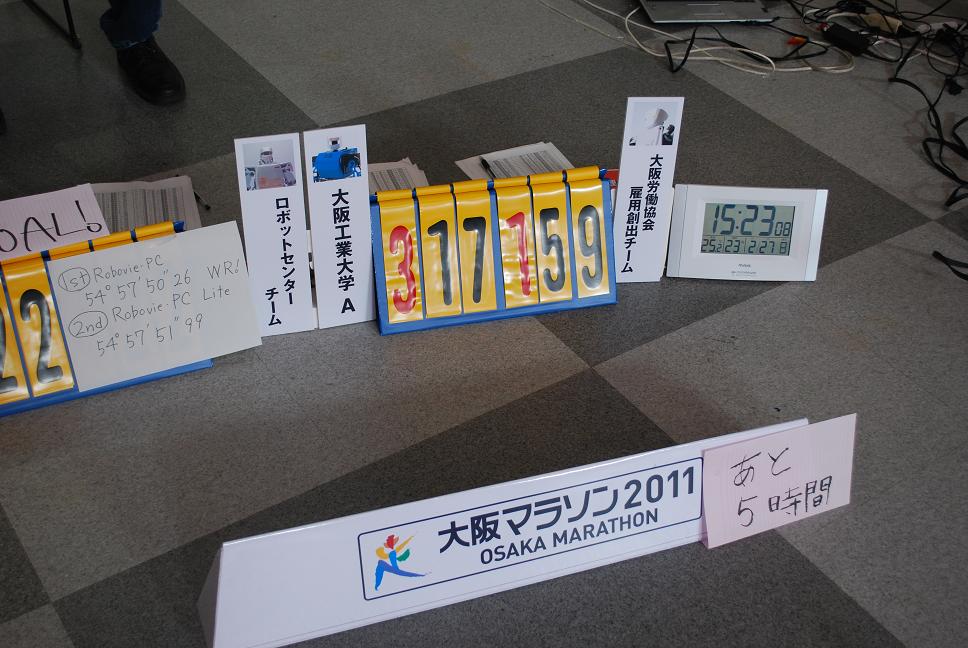 OAL!
1st Robovie-PC
54° 57' 50" 26 WR!
2nd Robovie-PC Lite
54° 57' 51" 99
22
ロボットセンター
チーム
大阪工業大学 A
317 159
大阪労働協会
雇用創出チーム
15:23 08
大阪マラソン2011
OSAKA MARATHON
あと
5時間